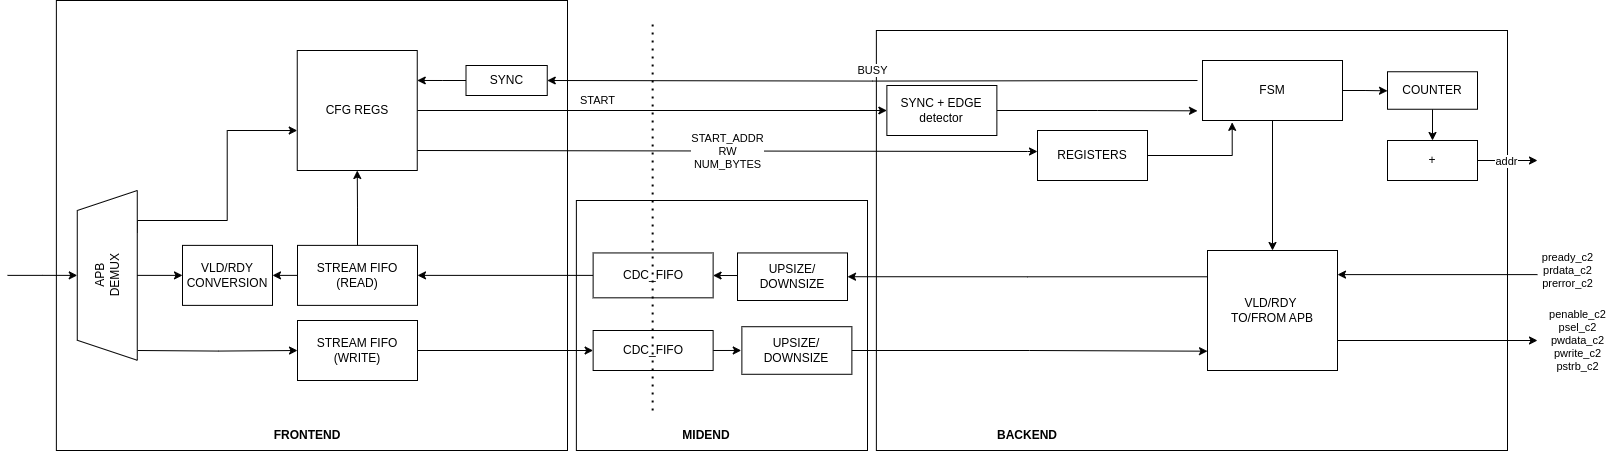 BUSY
SYNC
FSM
COUNTER
START
SYNC + EDGE
detector
CFG REGS
START_ADDR
RW
NUM_BYTES
REGISTERS
+
addr
APB
DEMUX
VLD/RDY
CONVERSION
STREAM FIFO
(READ)
CDC_FIFO
UPSIZE/
DOWNSIZE
pready_c2
prdata_c2
prerror_c2
VLD/RDY
TO/FROM APB
penable_c2
psel_c2
pwdata_c2
pwrite_c2
pstrb_c2
STREAM FIFO
(WRITE)
CDC_FIFO
UPSIZE/
DOWNSIZE
FRONTEND
MIDEND
BACKEND